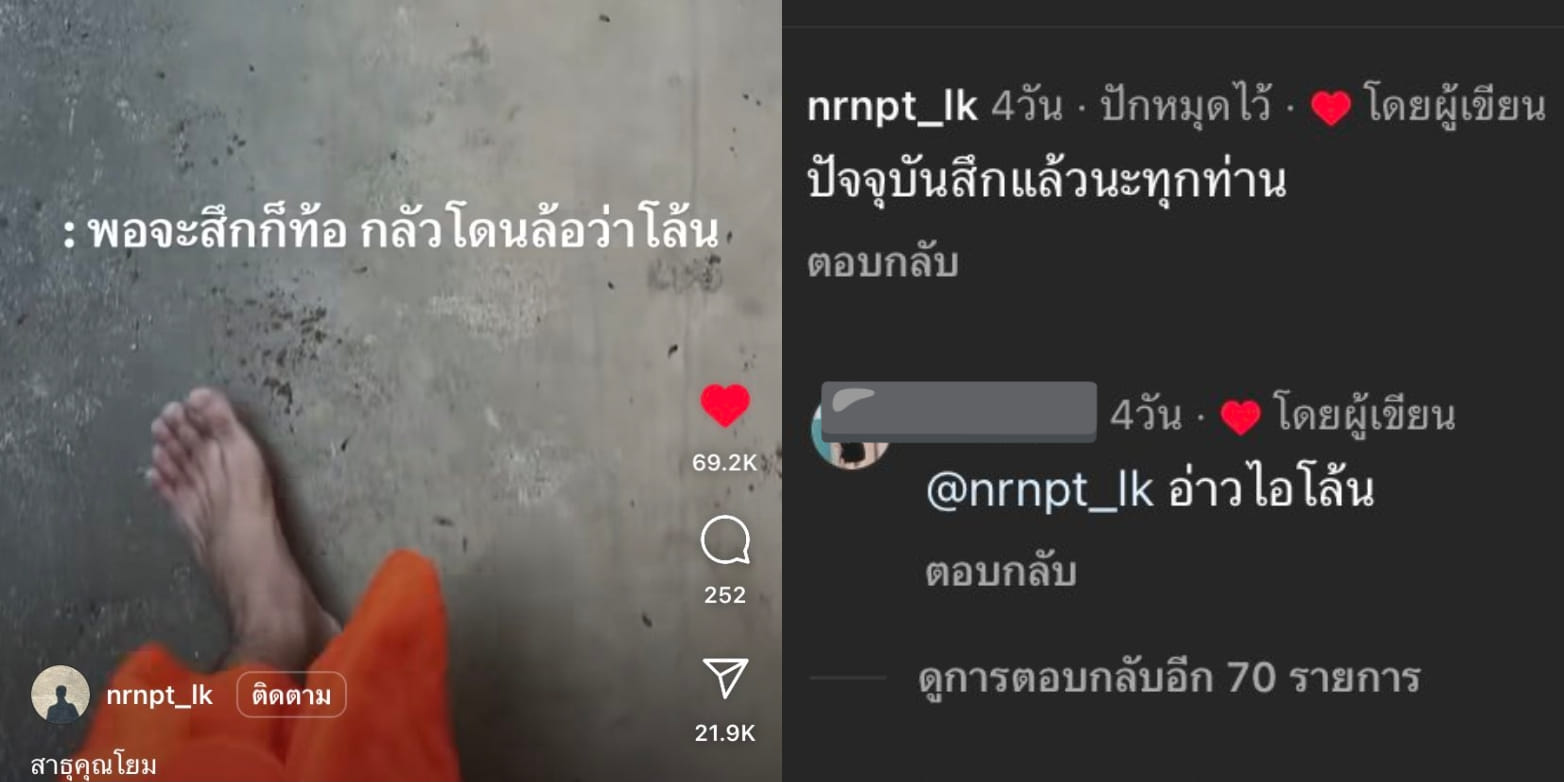 : พอจะสึกก็ท้อ กลัวโดนล้อว่าโล้น
69.2K
252
21.9K
nrnpt_lk ติดตาม
สาธุคุณโยม
nrnpt_lk 4วัน · ปักหมุดไว้ · ❤️ โดยผู้เขียน
ปัจจุบันสึกแล้วนะทุกท่าน
ตอบกลับ
4วัน · ❤️ โดยผู้เขียน
@nrnpt_lk อ่าวไอโล้น
ตอบกลับ
ดูการตอบกลับอีก 70 รายการ